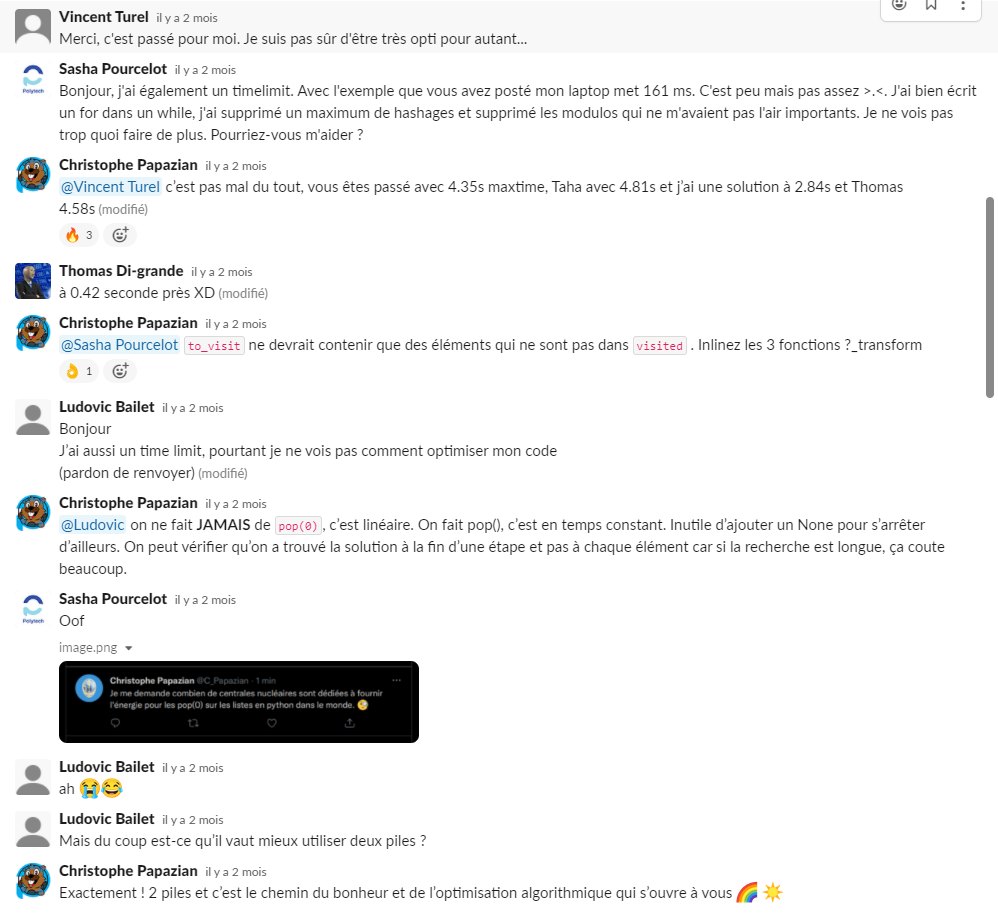 Vincent Turel il y a 2 mois
Merci, c'est passé pour moi. Je suis pas sûr d'être très opti pour autant...
Sasha Pourcelot il y a 2 mois
Polytech
Bonjour, j'ai également un timelimit. Avec l'exemple que vous avez posté mon laptop met 161 ms. C'est peu mais pas assez >.<. J'ai bien écrit
un for dans un while, j'ai supprimé un maximum de hashages et supprimé les modulos qui ne m'avaient pas l'air importants. Je ne vois pas
trop quoi faire de plus. Pourriez-vous m'aider ?
Christophe Papazian il y a 2 mois
@Vincent Turel c'est pas mal du tout, vous êtes passé avec 4.35s maxtime, Taha avec 4.81s et j'ai une solution à 2.84s et Thomas
4.58s (modifié)
🔥 3
Thomas Di-grande il y a 2 mois
à 0.42 seconde près XD (modifié)
Christophe Papazian il y a 2 mois
@Sasha Pourcelot to_visit ne devrait contenir que des éléments qui ne sont pas dans visited . Inlinez les 3 fonctions ?_transform
👌 1
Ludovic Bailet il y a 2 mois
Bonjour
J'ai aussi un time limit, pourtant je ne vois pas comment optimiser mon code
(pardon de renvoyer) (modifié)
Christophe Papazian il y a 2 mois
@Ludovic on ne fait JAMAIS de pop(0), c'est linéaire. On fait pop(), c'est en temps constant. Inutile d'ajouter un None pour s'arrêter
d'ailleurs. On peut vérifier qu'on a trouvé la solution à la fin d'une étape et pas à chaque élément car si la recherche est longue, ça coute
beaucoup.
Sasha Pourcelot il y a 2 mois
Polytech
Oof
image.png
Christophe Papazian @C_Papazian · 1 min
Je me demande combien de centrales nucléaires sont dédiées à fournir
l'énergie pour les pop(0) sur les listes en python dans le monde.
Ludovic Bailet il y a 2 mois
ah 😭😂
Ludovic Bailet il y a 2 mois
Mais du coup est-ce qu'il vaut mieux utiliser deux piles ?
Christophe Papazian il y a 2 mois
Exactement ! 2 piles et c'est le chemin du bonheur et de l'optimisation algorithmique qui s'ouvre à vous 🌈 ☀️